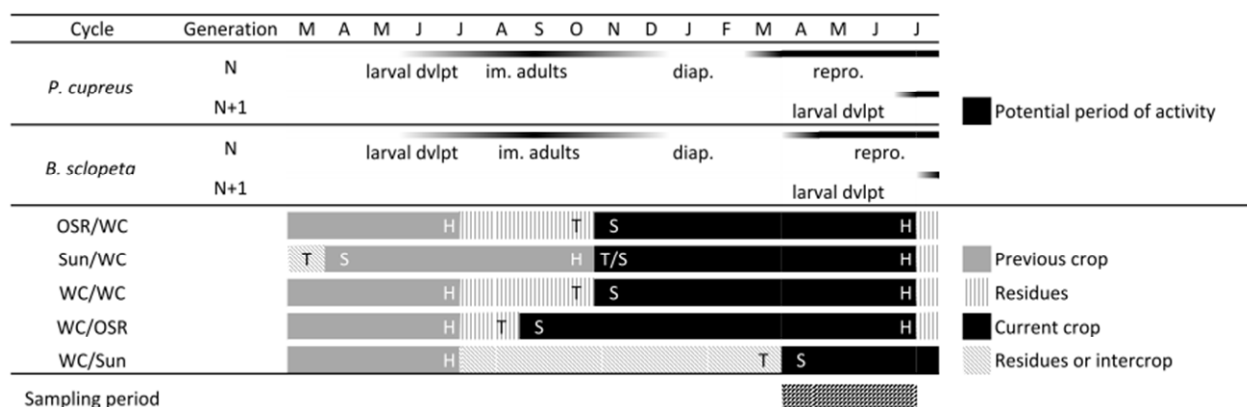 Cycle Generation M A M J J A S O N D J F M A M J J
P. cupreus
N
larval dvlpt im. adults diap. repro.
N+1
larval dvlpt
Potential period of activity
B. sclopeta
N
larval dvlpt im. adults diap. repro.
N+1
larval dvlpt
OSR/WC H T S H
Sun/WC T S H T/S H
Previous crop
WC/WC H T S H
Residues
WC/OSR H T S H
Current crop
WC/Sun H T S
Residues or intercrop
Sampling period